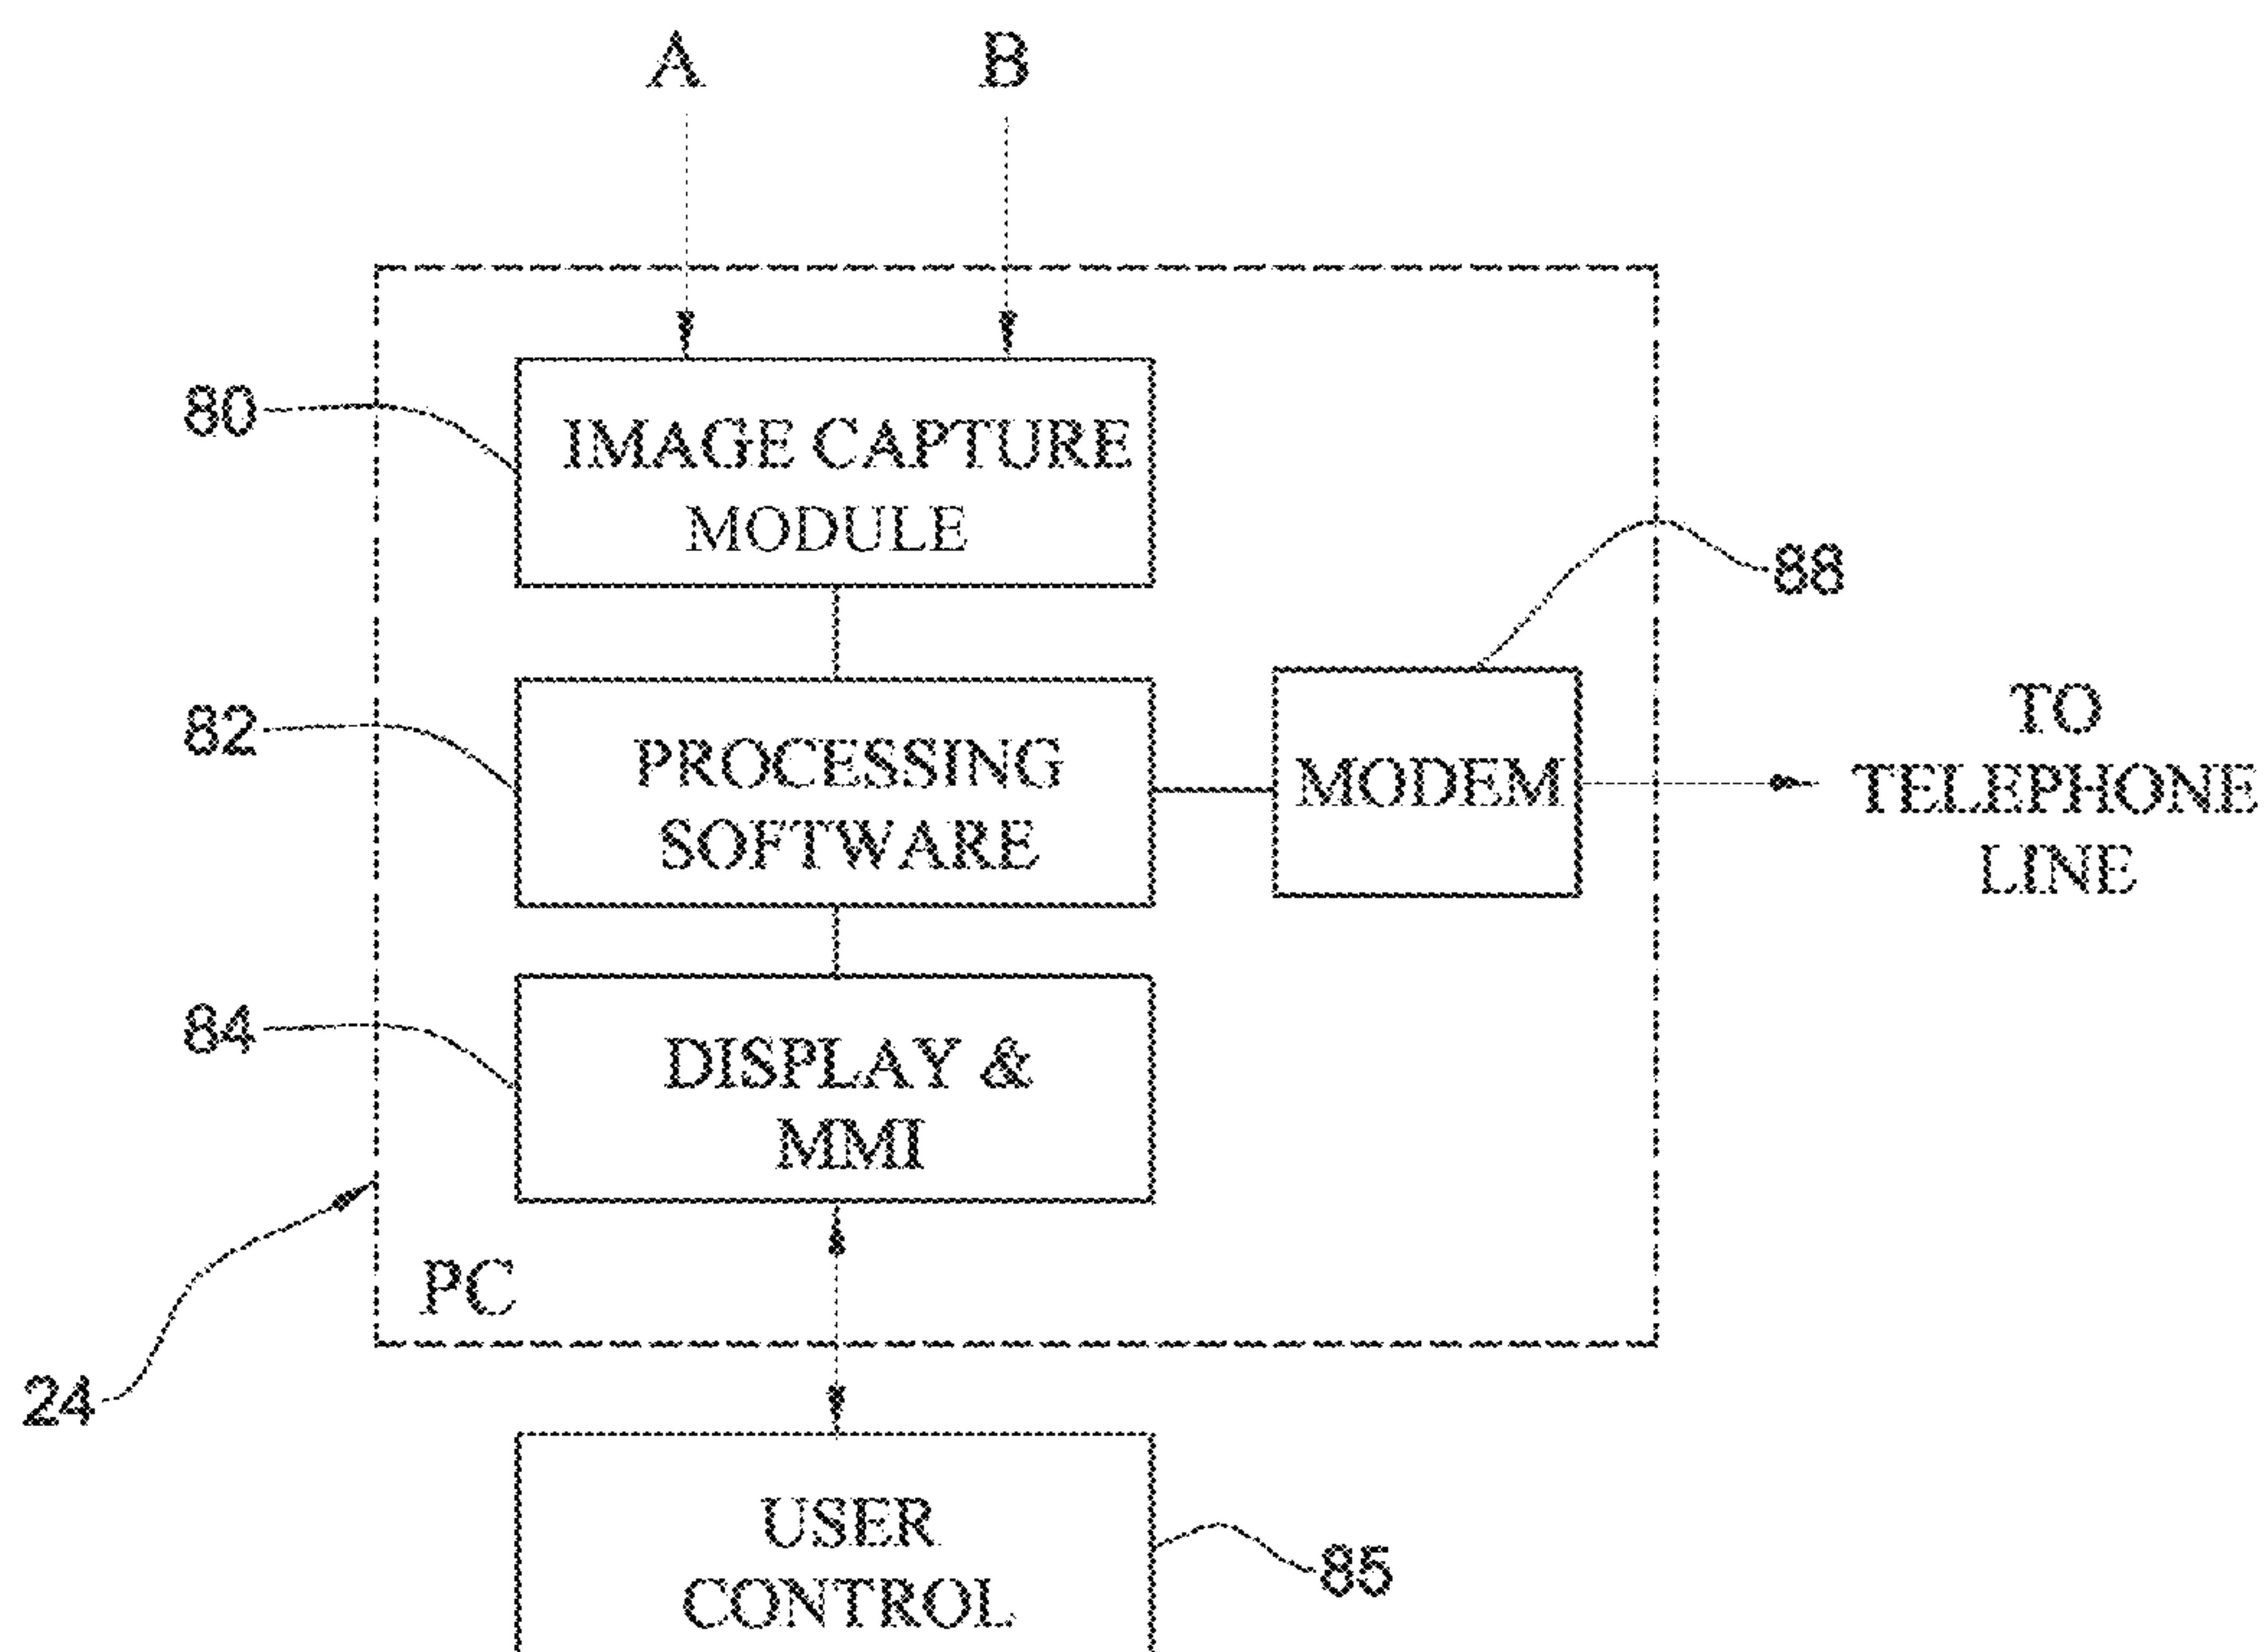 A
B
80
IMAGE CAPTURE
MODULE
88
82
PROCESSING
SOFTWARE
MODEM
TO
TELEPHONE
LINE
84
DISPLAY &
MMI
PC
24
USER
CONTROL
85